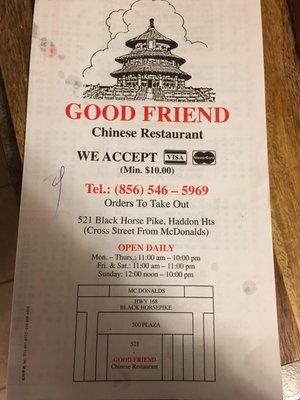 GOOD FRIEND
Chinese Restaurant
WE ACCEPT VISA MasterCard
(Min. $10.00)
Tel.: (856) 546 – 5969
Orders To Take Out
521 Black Horse Pike, Haddon Hts
(Cross Street From McDonalds)
OPEN DAILY
Mon. – Thurs.: 11:00 am – 10:00 pm
Fri. & Sat.: 11:00 am – 11:00 pm
Sunday: 12:00 noon – 10:00 pm
MC DONALDS
HWY 168
BLACK HORSEPIKE
500 PLAZA
521
GOOD FRIEND
Chinese Restaurant